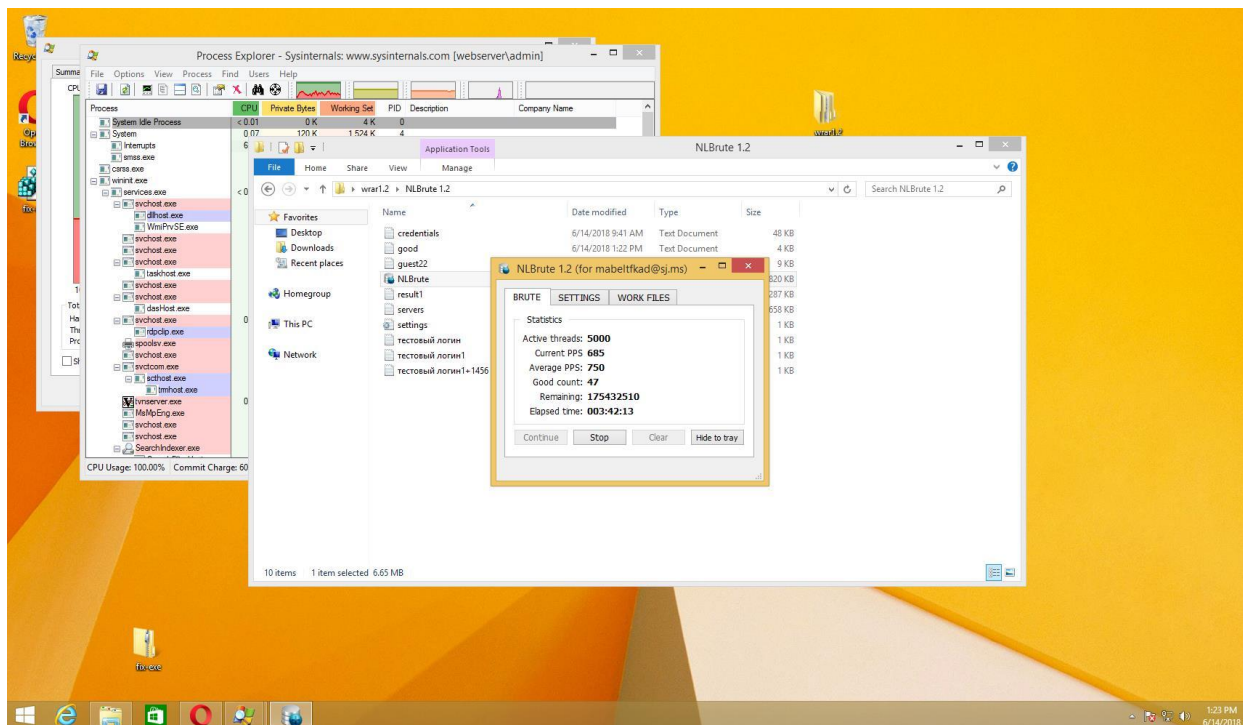 Process Explorer - Sysinternals: www.sysinternals.com [webserver\admin]
File Options View Process Find Users Help
Process CPU Private Bytes Working Set PID Description Company Name
System Idle Process < 0.01 0 K 4 K 0
System 0.07 120 K 1,524 K 4
Interrupts
smss.exe
csrss.exe
wininit.exe
services.exe
svchost.exe
dllhost.exe
WmiPrvSE.exe
svchost.exe
svchost.exe
svchost.exe
taskhost.exe
svchost.exe
svchost.exe
dasHost.exe
svchost.exe
rdpclip.exe
spoolsv.exe
svchost.exe
svctcom.exe
scthost.exe
tmhost.exe
tvnserver.exe
MsMpEng.exe
svchost.exe
svchost.exe
SearchIndexer.exe
CPU Usage: 100.00% Commit Charge: 60
Application Tools
NLBrute 1.2
File Home Share View Manage
wrar1.2 NLBrute 1.2
Search NLBrute 1.2
Favorites
Desktop
Downloads
Recent places
Homegroup
This PC
Network
Name Date modified Type Size
credentials 6/14/2018 9:41 AM Text Document 48 KB
good 6/14/2018 1:22 PM Text Document 4 KB
guest22 9 KB
NLBrute 820 KB
result1 287 KB
servers 658 KB
settings 1 KB
тестовый логин 1 KB
тестовый логин1 1 KB
тестовый логин1+1456 1 KB
NLBrute 1.2 (for mabeltfkad@sj.ms)
BRUTE SETTINGS WORK FILES
Statistics
Active threads: 5000
Current PPS 685
Average PPS: 750
Good count: 47
Remaining: 175432510
Elapsed time: 003:42:13
Continue Stop Clear Hide to tray
10 items 1 item selected 6.65 MB
fix-exe
1:23 PM
6/14/2018